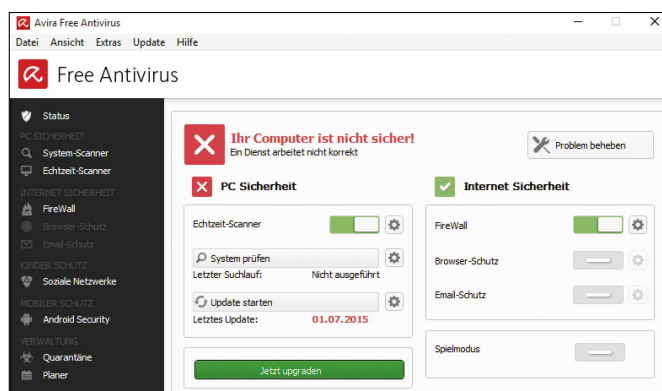 Avira Free Antivirus
Datei Ansicht Extras Update Hilfe
Free Antivirus
Status
PC SICHERHEIT
System-Scanner
Echtzeit-Scanner
INTERNET SICHERHEIT
FireWall
Browser-Schutz
Email-Schutz
KINDER SCHUTZ
Soziale Netzwerke
MOBILER SCHUTZ
Android Security
VERWALTUNG
Quarantäne
Planer
Ihr Computer ist nicht sicher!
Ein Dienst arbeitet nicht korrekt
Problem beheben
PC Sicherheit
Echtzeit-Scanner
System prüfen
Letzter Suchlauf: Nicht ausgeführt
Update starten
Letztes Update: 01.07.2015
Jetzt upgraden
Internet Sicherheit
FireWall
Browser-Schutz
Email-Schutz
Spielmodus